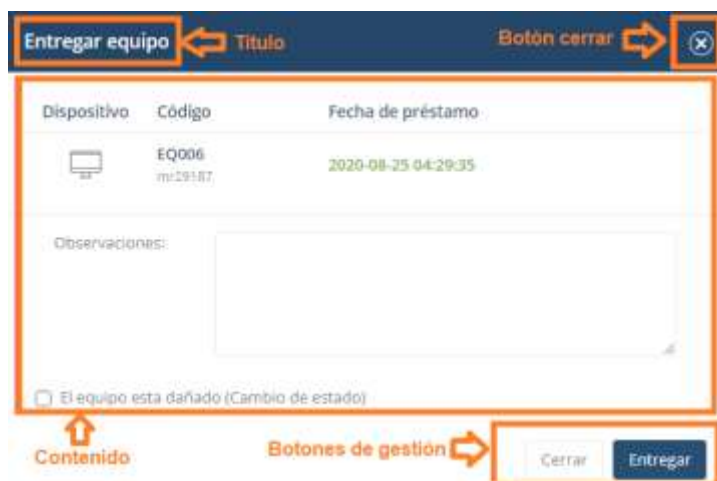 Entregar equipo Titulo Botón cerrar
Dispositivo Código Fecha de préstamo
EQ006 2020-08-25 04:29:35
mr29187
Observaciones:
El equipo esta dañado (Cambio de estado)
Contenido Botones de gestión Cerrar Entregar